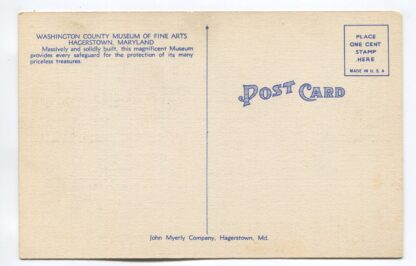 WASHINGTON COUNTY MUSEUM OF FINE ARTS
HAGERSTOWN, MARYLAND
Massively and solidly built, this magnificent Museum
provides every safeguard for the protection of its many
priceless treasures.
PLACE
ONE CENT
STAMP
HERE
MADE IN U. S. A
POST CARD
John Myerly Company, Hagerstown, Md.